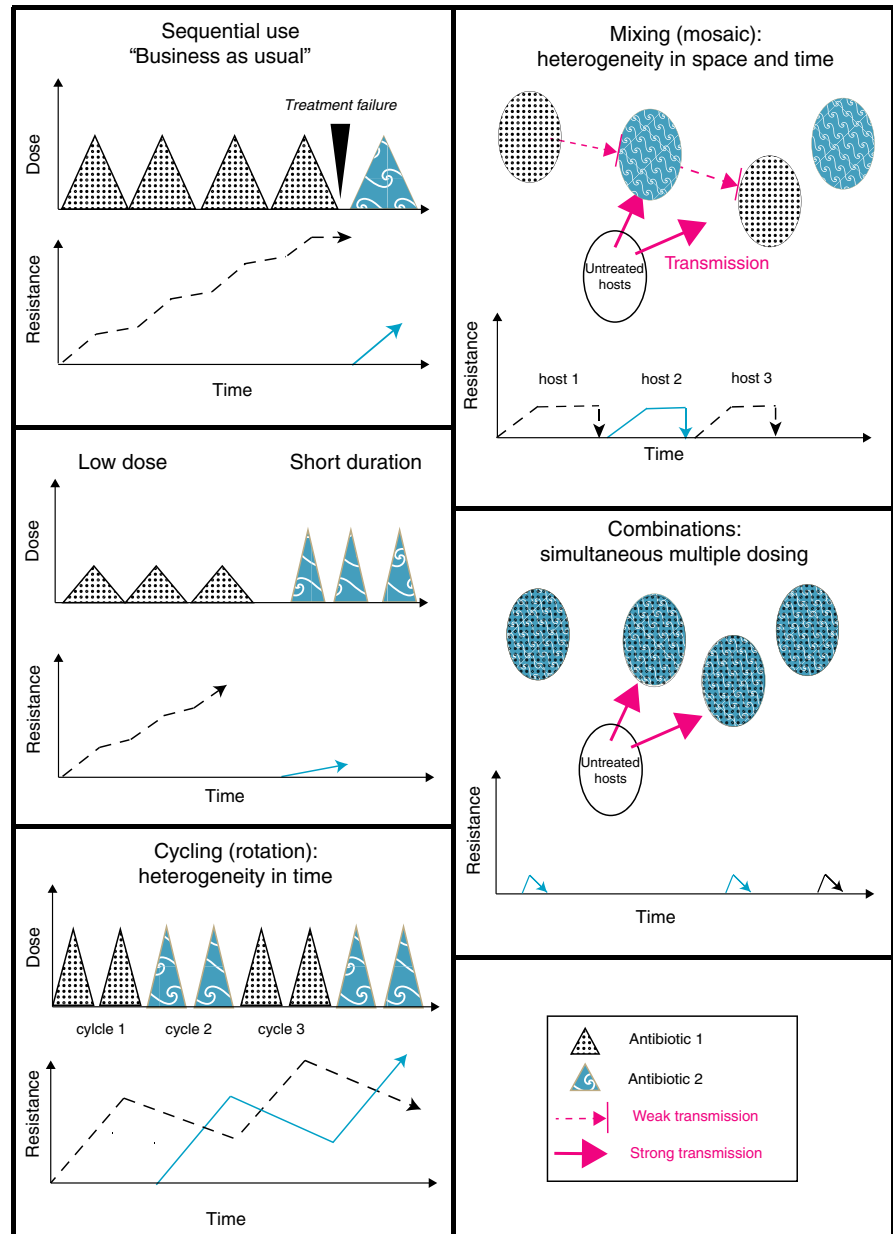 Sequential use
“Business as usual”
Treatment failure
Dose
Resistance
Time
Low dose
Short duration
Dose
Resistance
Time
Cycling (rotation):
heterogeneity in time
Dose
cylcle 1
cycle 2
cycle 3
Resistance
Time
Mixing (mosaic):
heterogeneity in space and time
Untreated
hosts
Transmission
Resistance
host 1
host 2
host 3
Time
Combinations:
simultaneous multiple dosing
Untreated
hosts
Resistance
Time
Antibiotic 1
Antibiotic 2
Weak transmission
Strong transmission